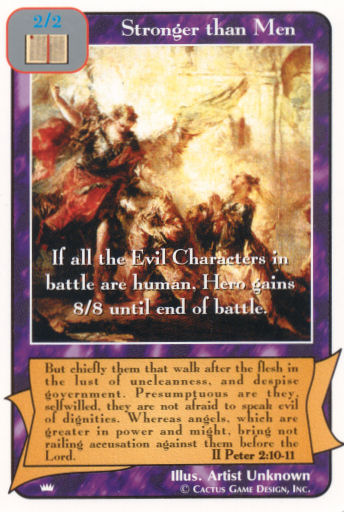 2/2
Stronger than Men
If all the Evil Characters in
battle are human, Hero gains
8/8 until end of battle.
But chiefly them that walk after the flesh in
the lust of uncleanness, and despise
government. Presumptuous are they,
selfwilled, they are not afraid to speak evil
of dignities. Whereas angels, which are
greater in power and might, bring not
railing accusation against them before the
Lord. II Peter 2:10-11
Illus. Artist Unknown
© Cactus Game Design, Inc.